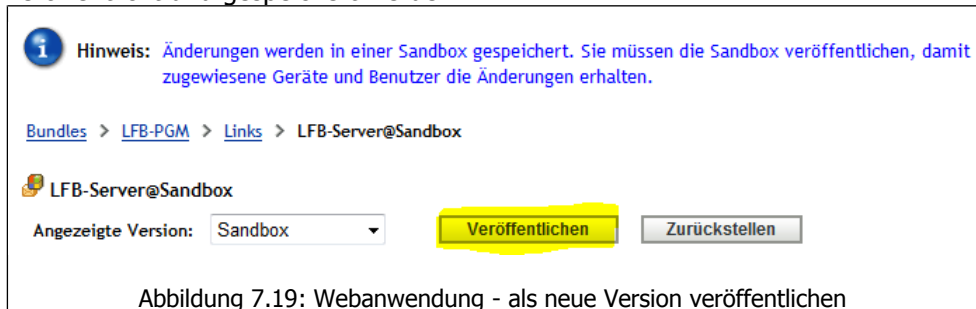 Hinweis: Änderungen werden in einer Sandbox gespeichert. Sie müssen die Sandbox veröffentlichen, damit
zugewiesene Geräte und Benutzer die Änderungen erhalten.
Bundles > LFB-PGM > Links > LFB-Server@Sandbox
LFB-Server@Sandbox
Angezeigte Version: Sandbox Veröffentlichen Zurückstellen
Abbildung 7.19: Webanwendung - als neue Version veröffentlichen